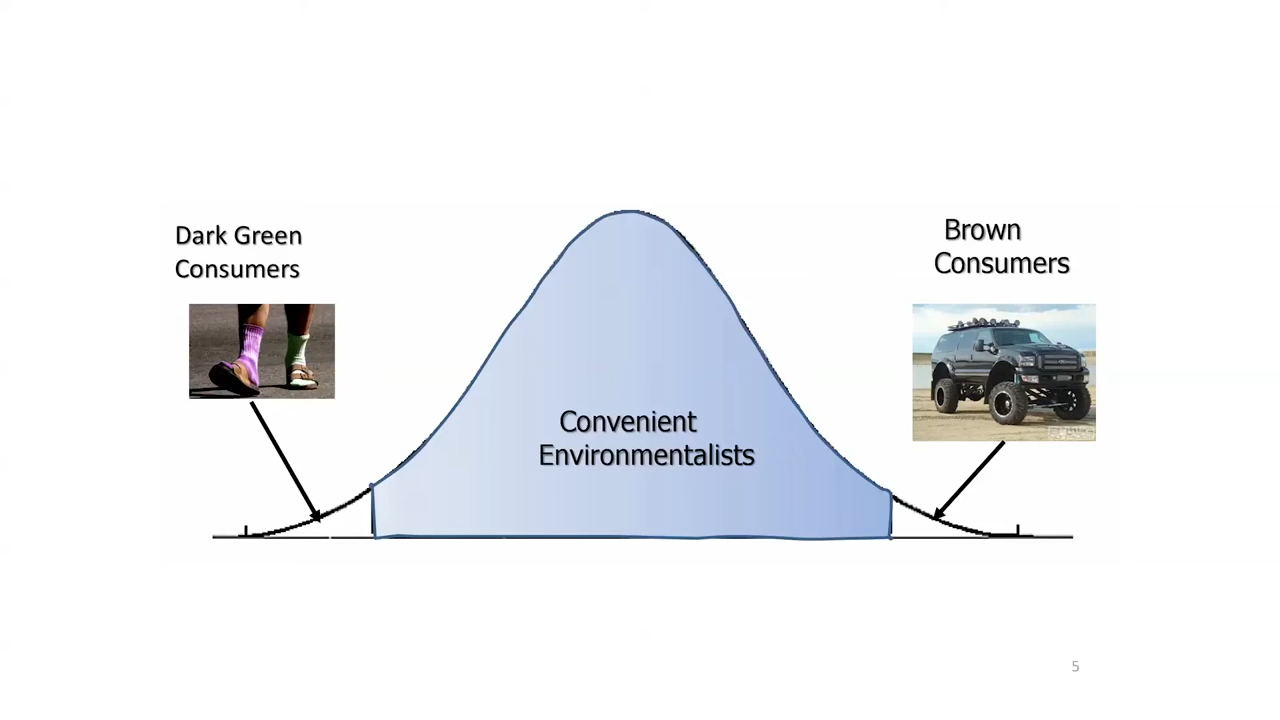 Dark Green
Consumers
Brown
Consumers
Convenient
Environmentalists
5